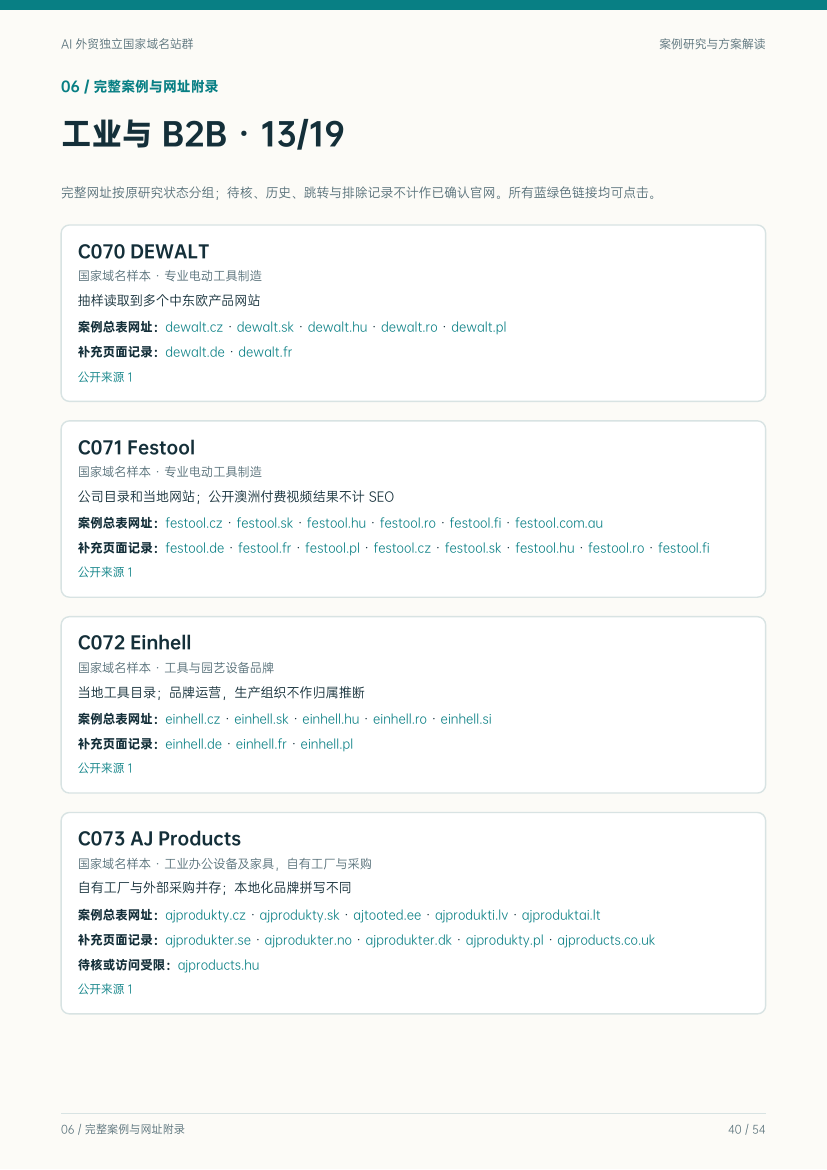 AI 外贸独立国家域名站群
案例研究与方案解读
06 / 完整案例与网址附录
工业与 B2B · 13/19
完整网址按原研究状态分组；待核、历史、跳转与排除记录不计作已确认官网。所有蓝绿色链接均可点击。
C070 DEWALT
国家域名样本 · 专业电动工具制造
抽样读取到多个中东欧产品网站
案例总表网址：dewalt.cz · dewalt.sk · dewalt.hu · dewalt.ro · dewalt.pl
补充页面记录：dewalt.de · dewalt.fr
公开来源 1
C071 Festool
国家域名样本 · 专业电动工具制造
公司目录和当地网站；公开澳洲付费视频结果不计 SEO
案例总表网址：festool.cz · festool.sk · festool.hu · festool.ro · festool.fi · festool.com.au
补充页面记录：festool.de · festool.fr · festool.pl · festool.cz · festool.sk · festool.hu · festool.ro · festool.fi
公开来源 1
C072 Einhell
国家域名样本 · 工具与园艺设备品牌
当地工具目录；品牌运营，生产组织不作归属推断
案例总表网址：einhell.cz · einhell.sk · einhell.hu · einhell.ro · einhell.si
补充页面记录：einhell.de · einhell.fr · einhell.pl
公开来源 1
C073 AJ Products
国家域名样本 · 工业办公设备及家具，自有工厂与采购
自有工厂与外部采购并存；本地化品牌拼写不同
案例总表网址：ajprodukty.cz · ajprodukty.sk · ajtooted.ee · ajprodukti.lv · ajproduktai.lt
补充页面记录：ajprodukter.se · ajprodukter.no · ajprodukter.dk · ajprodukty.pl · ajproducts.co.uk
待核或访问受限：ajproducts.hu
公开来源 1
06 / 完整案例与网址附录
40 / 54